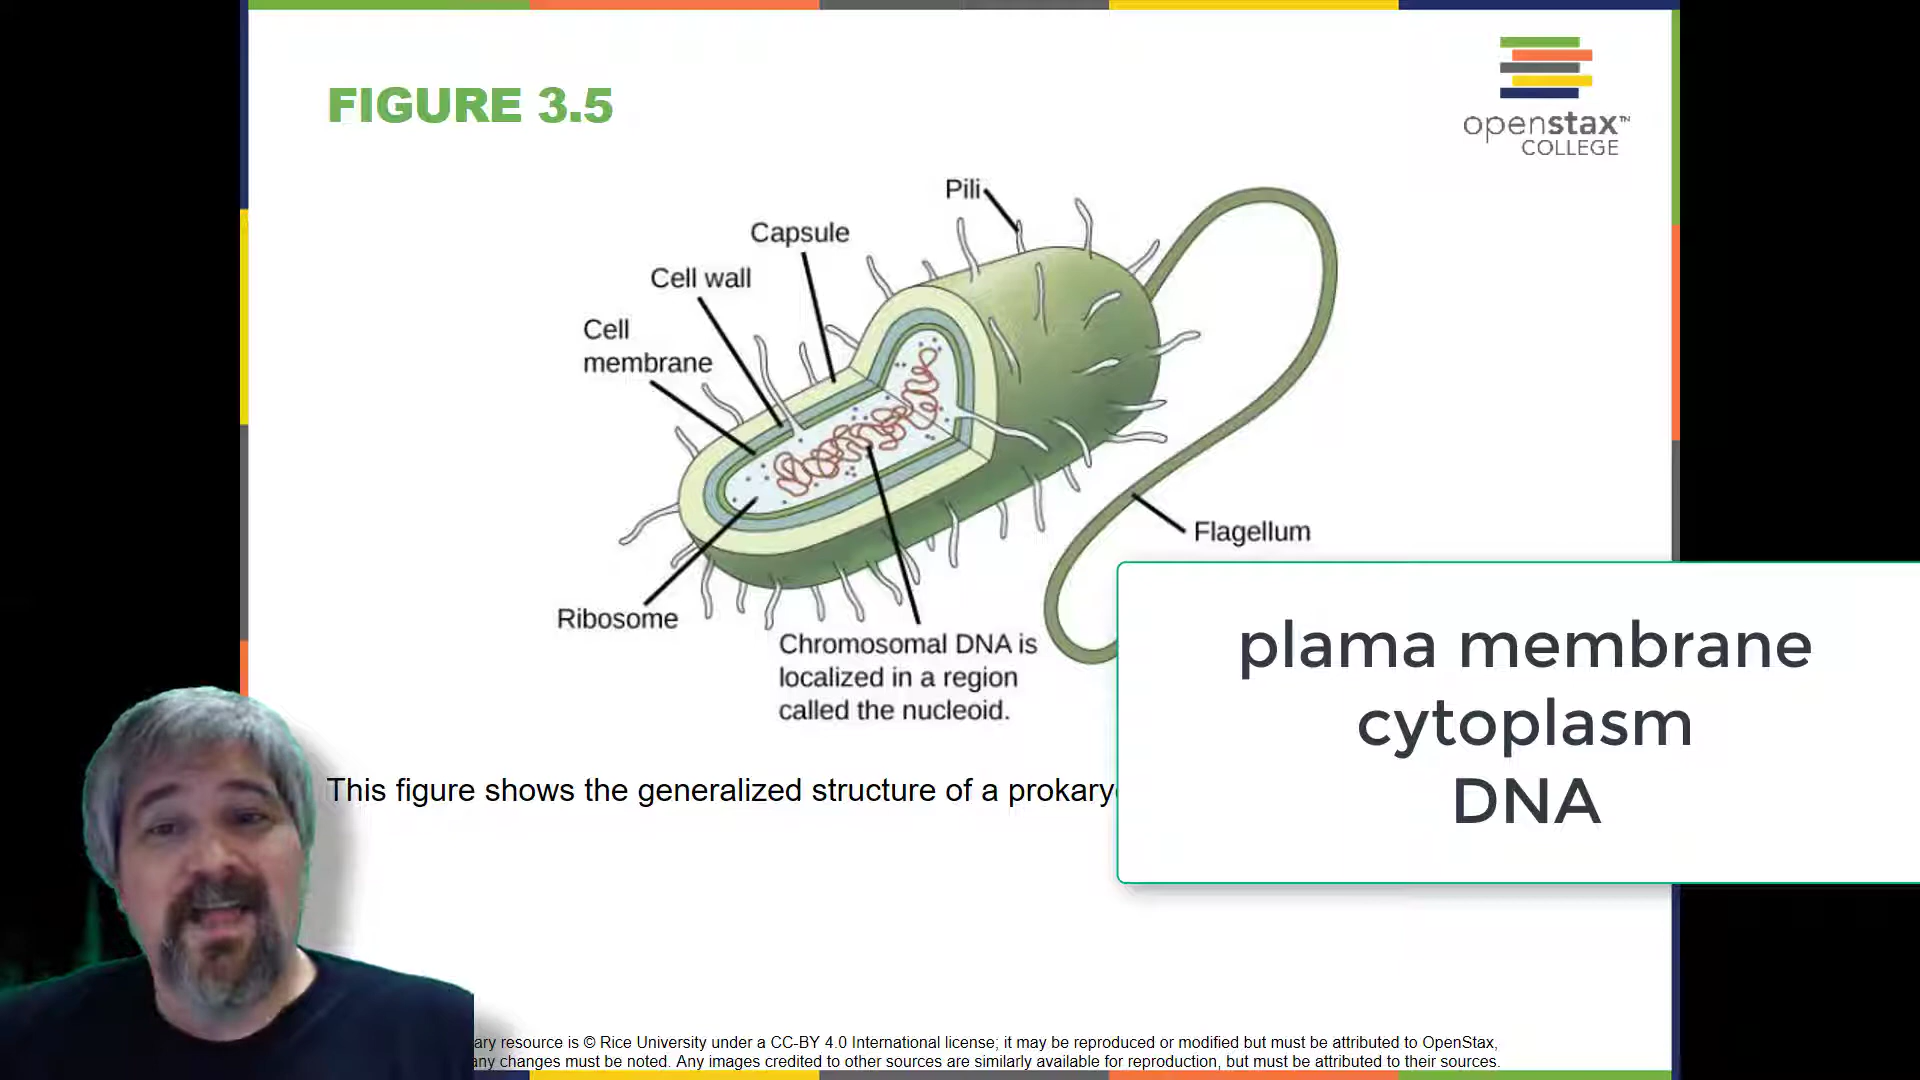 FIGURE 3.5
openstax™
COLLEGE
Pili
Capsule
Cell wall
Cell
membrane
Flagellum
Ribosome
Chromosomal DNA is
localized in a region
called the nucleoid.
plama membrane
cytoplasm
DNA
This figure shows the generalized structure of a prokary
ary resource is © Rice University under a CC-BY 4.0 International license; it may be reproduced or modified but must be attributed to OpenStax,
any changes must be noted. Any images credited to other sources are similarly available for reproduction, but must be attributed to their sources.